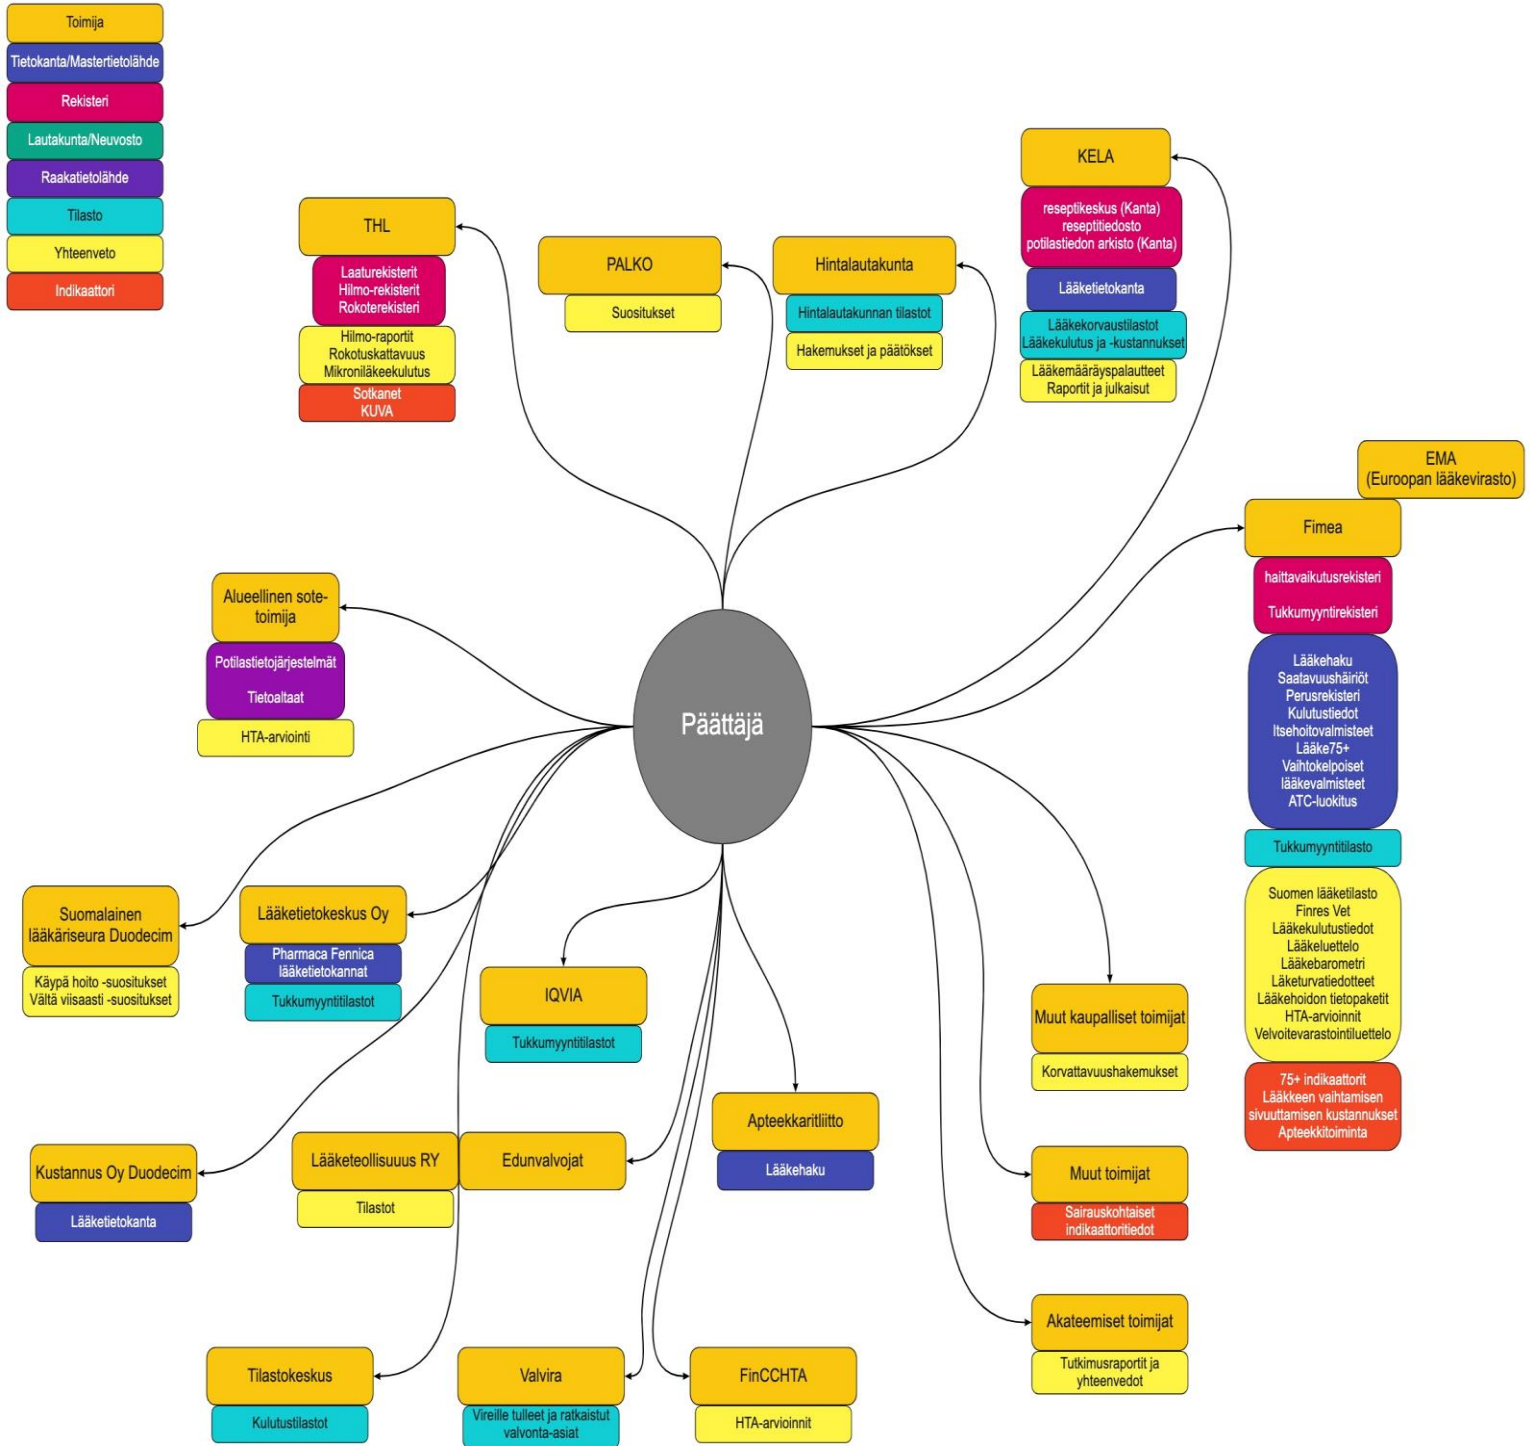 Toimija
Tietokanta/Mastertietolähde
Rekisteri
Lautakunta/Neuvosto
Raakatietolähde
Tilasto
Yhteenveto
Indikaattori
THL
Laaturekisterit
Hilmo-rekisterit
Rokoterekisteri
Hilmo-raportit
Rokotuskattavuus
Mikroniläkeekulutus
Sotkanet
KUVA
PALKO
Suositukset
Hintalautakunta
Hintalautakunnan tilastot
Hakemukset ja päätökset
KELA
reseptikeskus (Kanta)
reseptitiedosto
potilastiedon arkisto (Kanta)
Lääketietokanta
Lääkekorvaustilastot
Lääkekulutus ja -kustannukset
Lääkemääräyspalautteet
Raportit ja julkaisut
EMA
(Euroopan lääkevirasto)
Fimea
haittavaikutusrekisteri
Tukkumyyntirekisteri
Lääkehaku
Saatavuushäiriöt
Perusrekisteri
Kulutustiedot
Itsehoitovalmisteet
Lääke75+
Vaihtokelpoiset
lääkevalmisteet
ATC-luokitus
Tukkumyyntitilasto
Suomen lääketilasto
Finres Vet
Lääkekulutustiedot
Lääkeluettelo
Lääkebarometri
Läketurvatiedotteet
Lääkehoidon tietopaketit
HTA-arvioinnit
Velvoitevarastointiluettelo
75+ indikaattorit
Lääkkeen vaihtamisen
sivuuttamisen kustannukset
Apteekkitoiminta
Alueellinen sote-
toimija
Potilastietojärjestelmät
Tietoaltaat
HTA-arviointi
Päättäjä
Suomalainen
lääkäriseura Duodecim
Käypä hoito -suositukset
Vältä viisaasti -suositukset
Lääketietokeskus Oy
Pharmaca Fennica
lääketietokannat
Tukkumyyntitilastot
IQVIA
Tukkumyyntitilastot
Muut kaupalliset toimijat
Korvattavuushakemukset
Apteekkaritliitto
Lääkehaku
Kustannus Oy Duodecim
Lääketietokanta
Lääketeollisuuus RY
Tilastot
Edunvalvojat
Muut toimijat
Sairauskohtaiset
indikaattoritiedot
Akateemiset toimijat
Tutkimusraportit ja
yhteenvedot
Tilastokeskus
Kulutustilastot
Valvira
Vireille tulleet ja ratkaistut
valvonta-asiat
FinCCHTA
HTA-arvioinnit